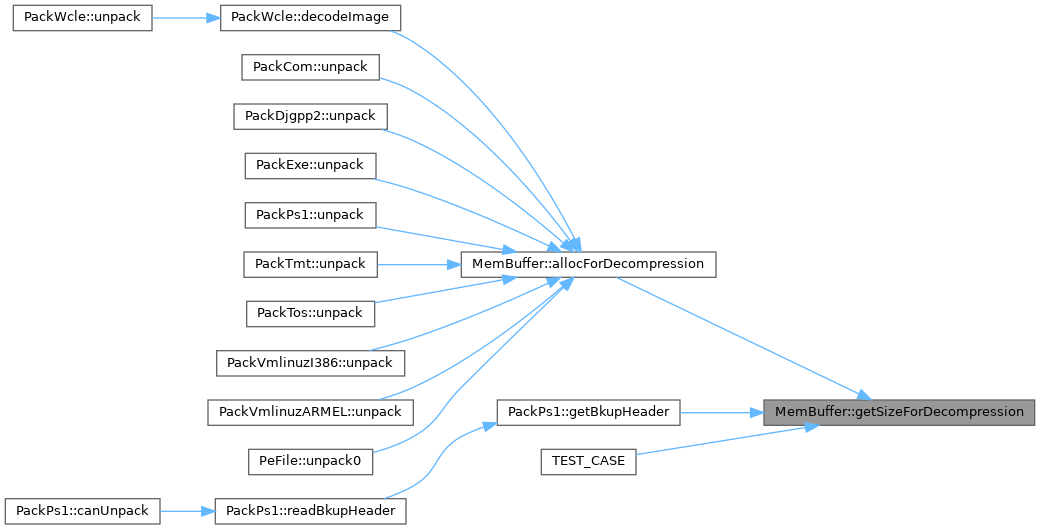 PackWcle::unpack
PackWcle::decodeImage
PackCom::unpack
PackDjgpp2::unpack
PackExe::unpack
PackPs1::unpack
PackTmt::unpack
MemBuffer::allocForDecompression
PackTos::unpack
PackVmlinuzI386::unpack
PackVmlinuzARMEL::unpack
PackPs1::getBkupHeader
MemBuffer::getSizeForDecompression
PeFile::unpack0
TEST_CASE
PackPs1::canUnpack
PackPs1::readBkupHeader